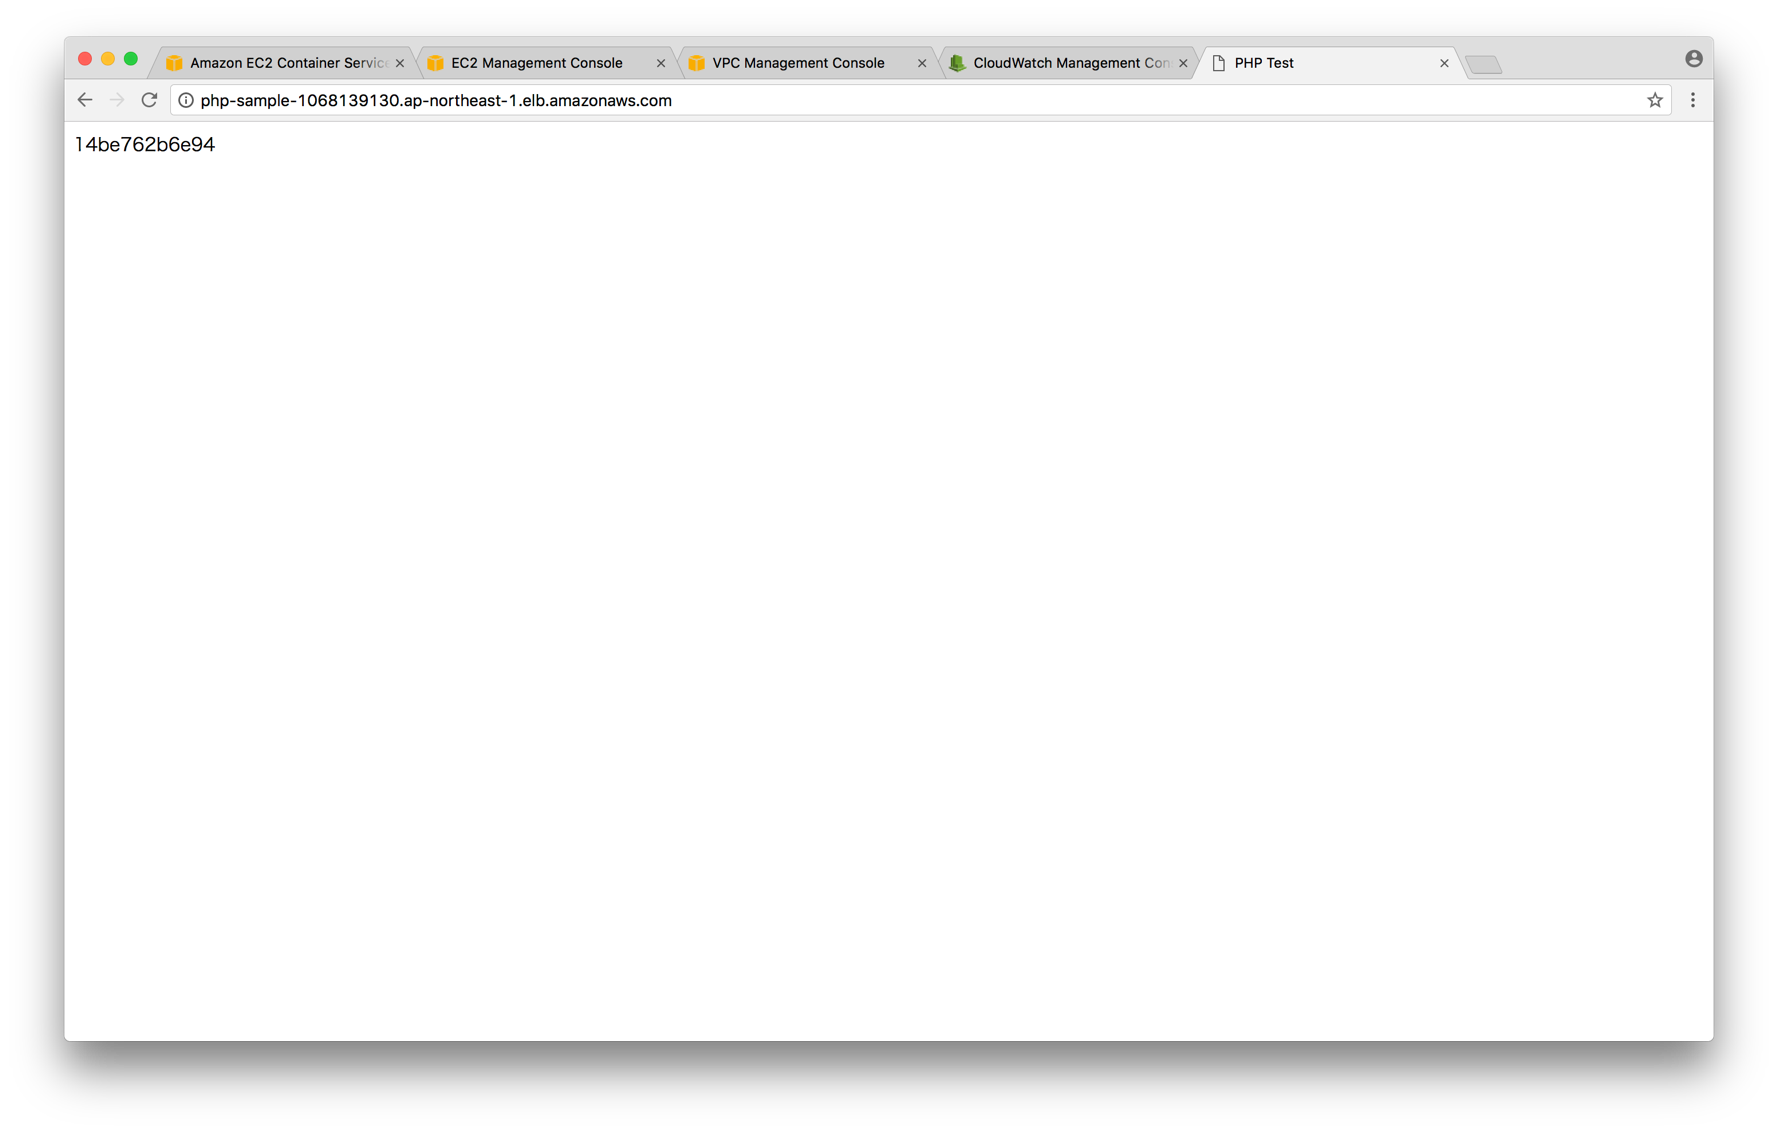 Amazon EC2 Container Service
EC2 Management Console
VPC Management Console
CloudWatch Management Con
PHP Test
php-sample-1068139130.ap-northeast-1.elb.amazonaws.com
14be762b6e94